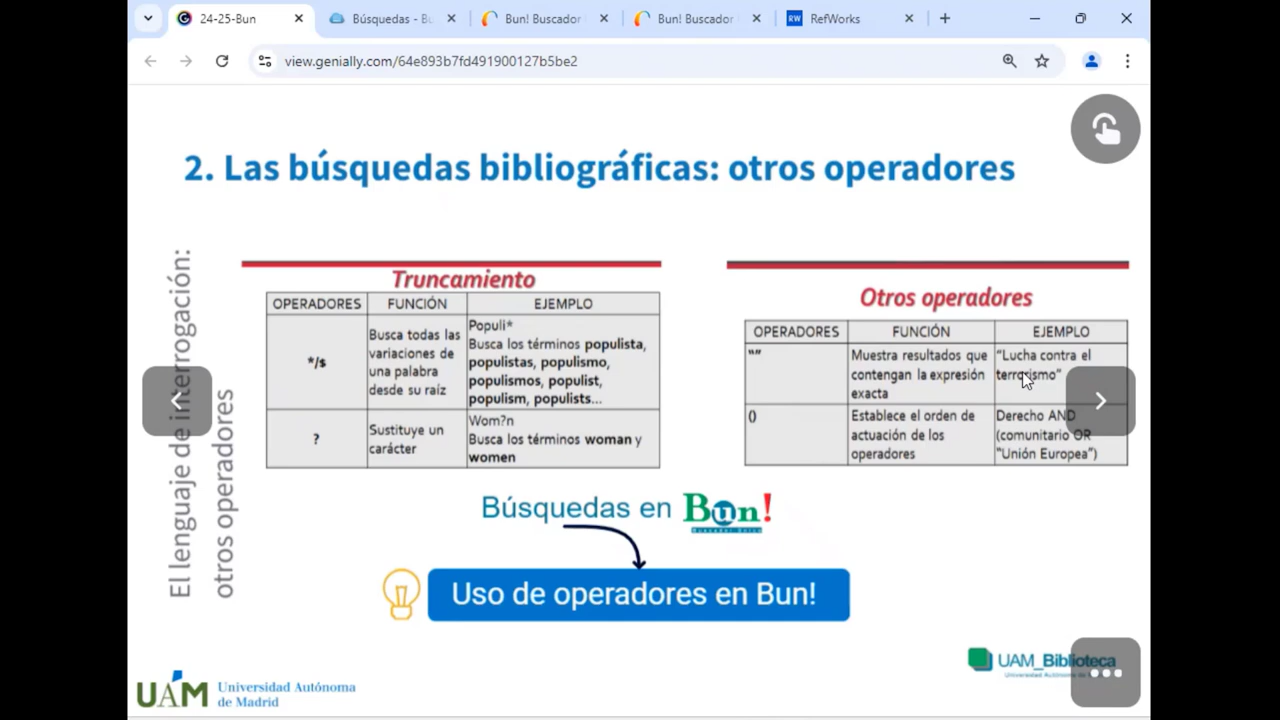 24-25-Bun
Búsquedas - Bu
Bun! Buscador
Bun! Buscador
RW
RefWorks
view.genially.com/64e893b7fd491900127b5be2
2. Las búsquedas bibliográficas: otros operadores
El lenguaje de interrogación:
otros operadores
Truncamiento
OPERADORES
FUNCIÓN
EJEMPLO
*/$
Busca todas las
variaciones de
una palabra
desde su raíz
Populi*
Busca los términos populista,
populistas, populismo,
populismos, populist,
populism, populists...
?
Sustituye un
carácter
Wom?n
Busca los términos woman y
women
Otros operadores
OPERADORES
FUNCIÓN
EJEMPLO
“”
Muestra resultados que
contengan la expresión
exacta
“Lucha contra el
terrorismo”
()
Establece el orden de
actuación de los
operadores
Derecho AND
(comunitario OR
“Unión Europea”)
Búsquedas en Bun!
Uso de operadores en Bun!
UAM
Universidad Autónoma
de Madrid
UAM_Biblioteca